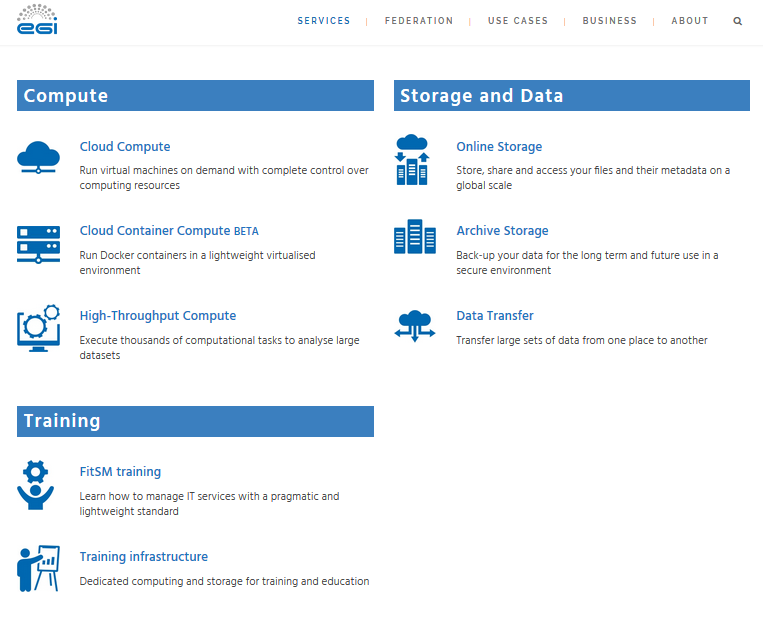 egi
SERVICES | FEDERATION | USE CASES | BUSINESS | ABOUT
Compute
Cloud Compute
Run virtual machines on demand with complete control over
computing resources
Cloud Container Compute BETA
Run Docker containers in a lightweight virtualised
environment
High-Throughput Compute
Execute thousands of computational tasks to analyse large
datasets
Storage and Data
Online Storage
Store, share and access your files and their metadata on a
global scale
Archive Storage
Back-up your data for the long term and future use in a
secure environment
Data Transfer
Transfer large sets of data from one place to another
Training
FitSM training
Learn how to manage IT services with a pragmatic and
lightweight standard
Training infrastructure
Dedicated computing and storage for training and education